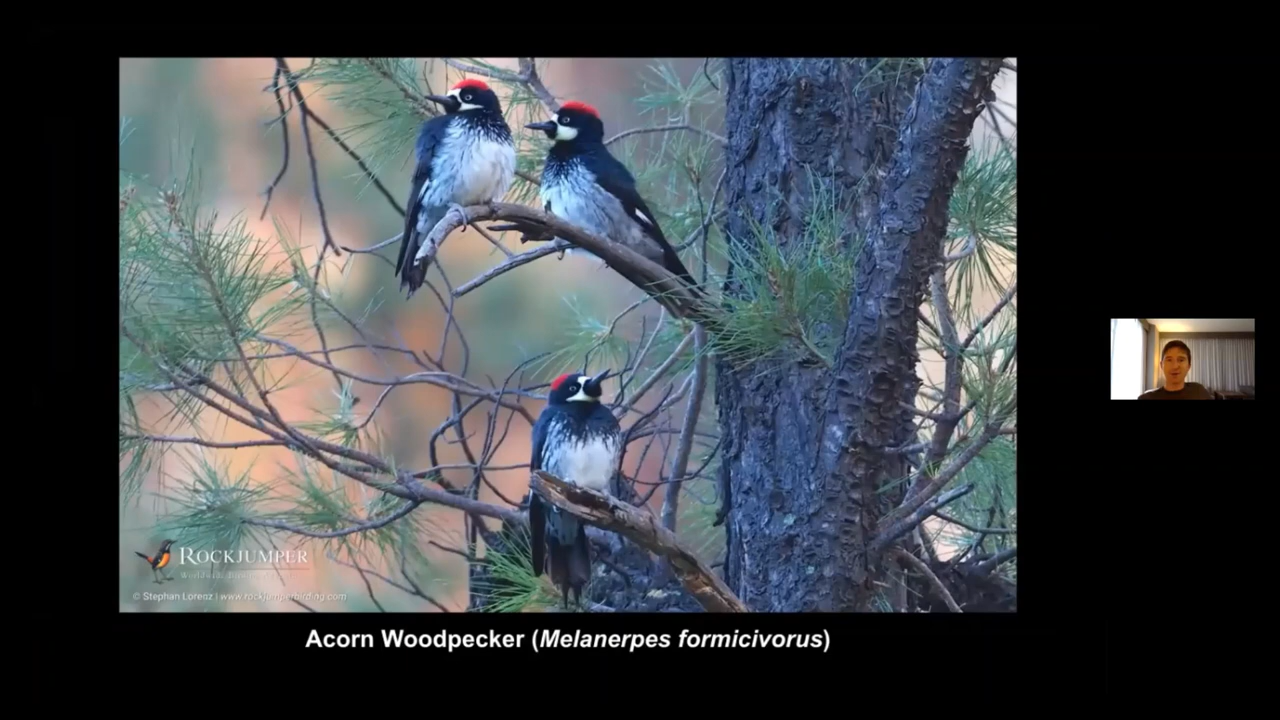 ROCKJUMPER
© Stephan Lorenz | www.rockjumperbirding.com
Acorn Woodpecker (Melanerpes formicivorus)